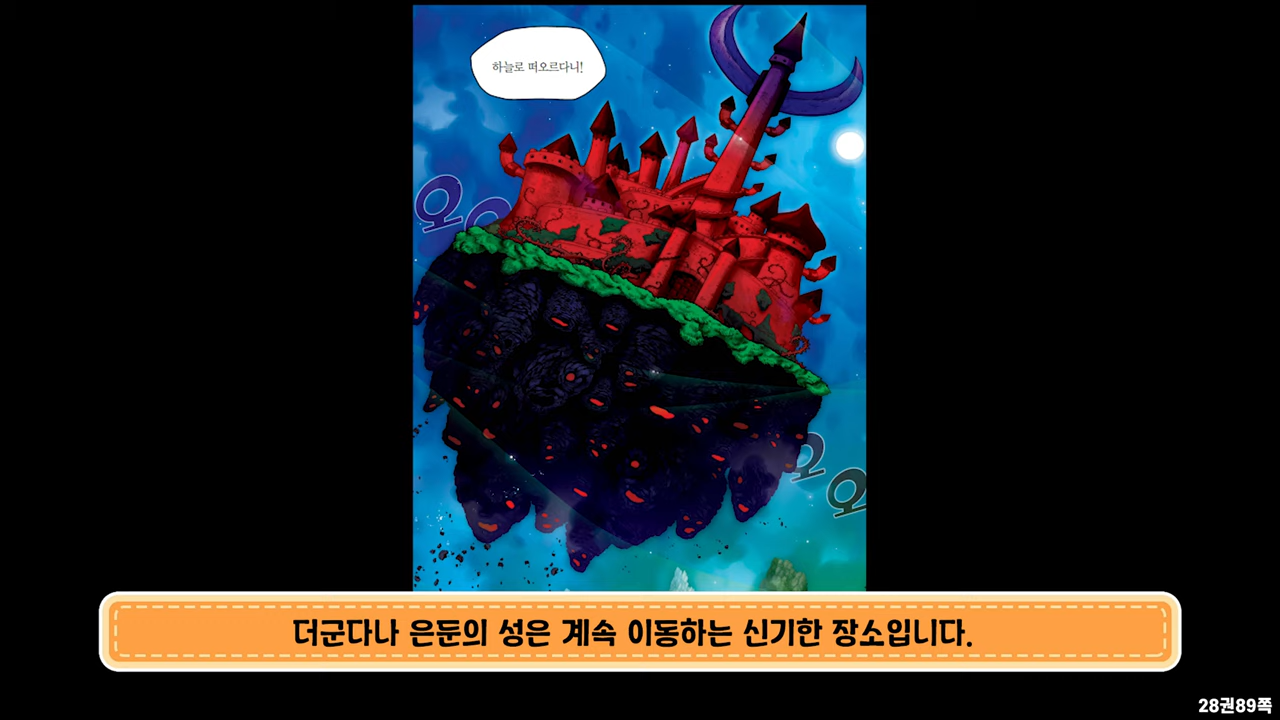 하늘로 떠오르다니!
오오
오오
더군다나 은둔의 성은 계속 이동하는 신기한 장소입니다.
28권89쪽